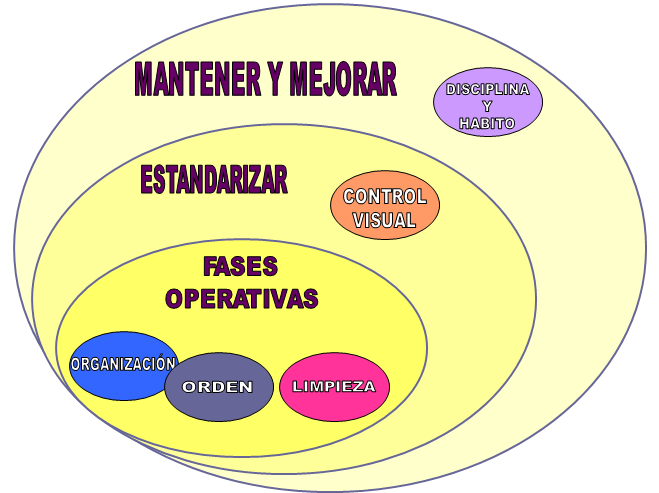 MANTENER Y MEJORAR
DISCIPLINA
Y
HABITO
ESTANDARIZAR
CONTROL
VISUAL
FASES
OPERATIVAS
ORGANIZACIÓN
ORDEN
LIMPIEZA